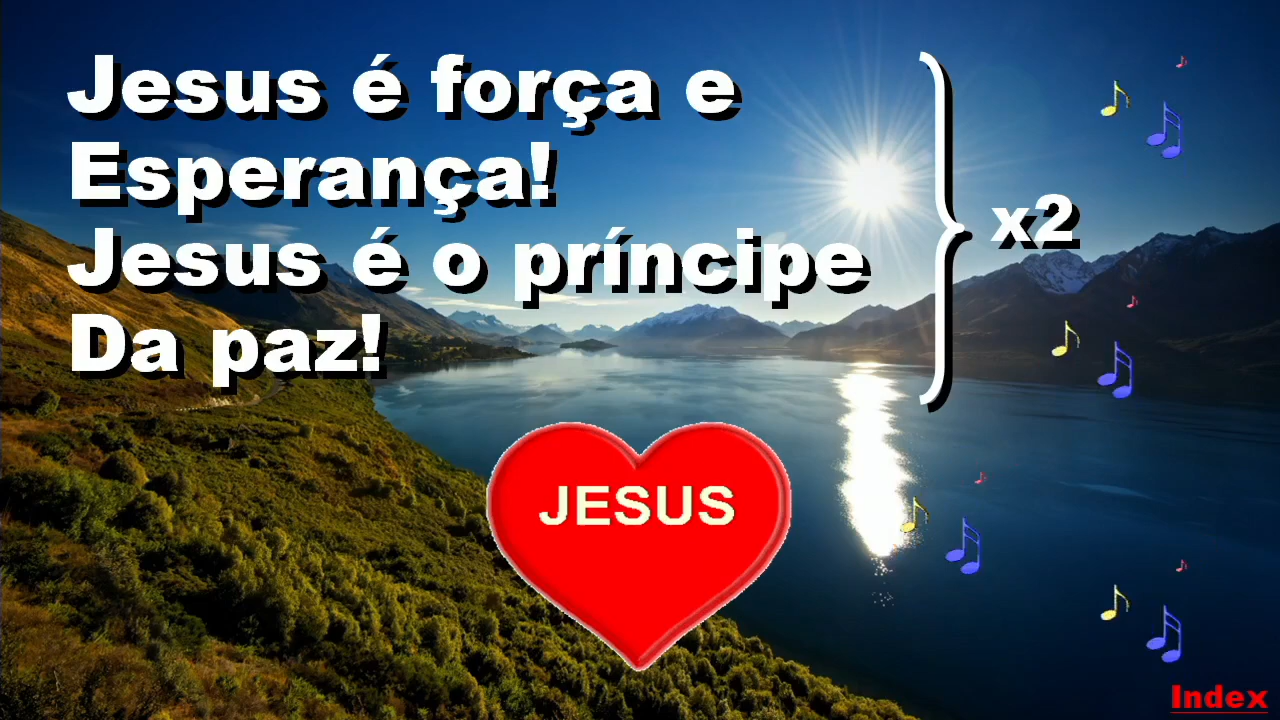 Jesus é força e
Esperança!
Jesus é o príncipe
Da paz!
x2
JESUS
Index